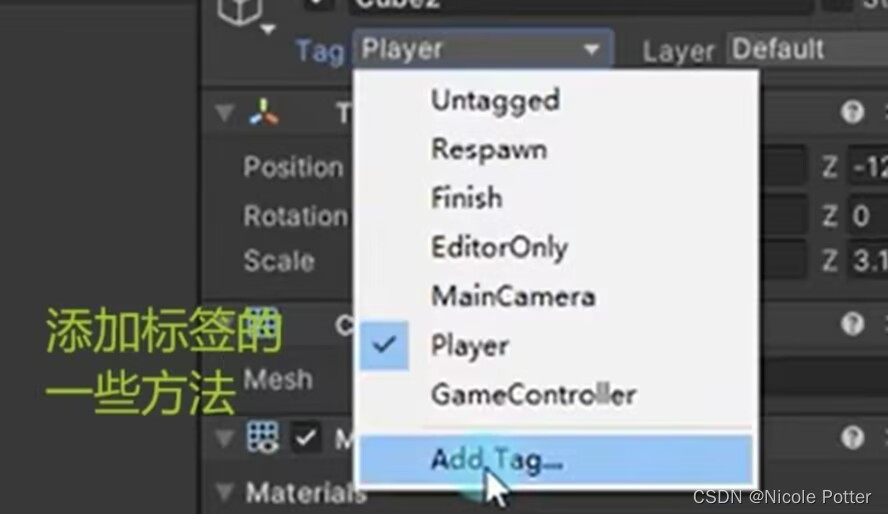 Cube2
Tag Player Layer Default
Untagged
Respawn
Finish
EditorOnly
MainCamera
Player
GameController
Add Tag...
T
Position Z -12
Rotation Z 0
Scale Z 3.1
添加标签的
一些方法
C
Mesh
M
Materials
CSDN @Nicole Potter